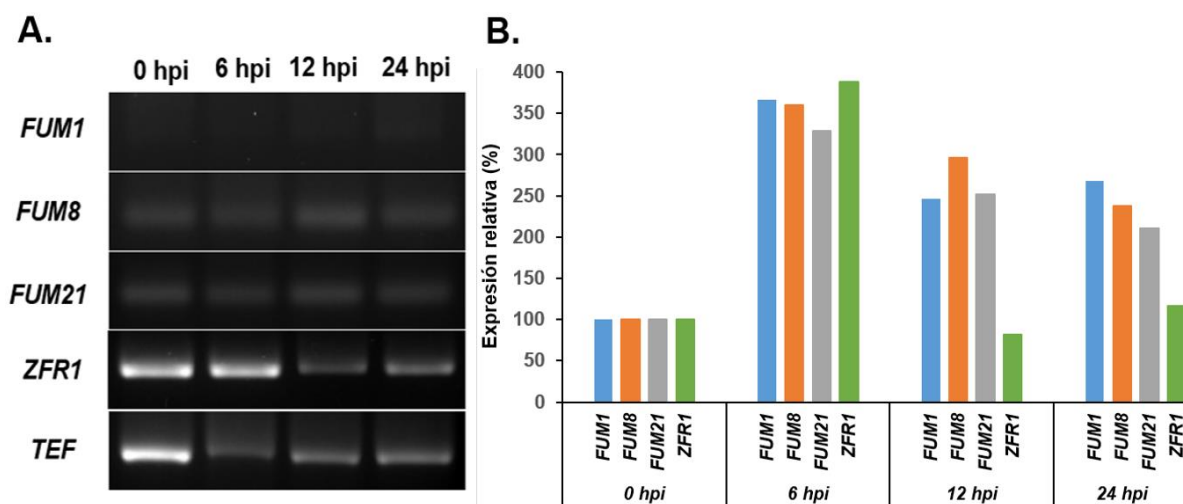 A.
0 hpi 6 hpi 12 hpi 24 hpi
FUM1
FUM8
FUM21
ZFR1
TEF
B.
Expresión relativa (%)
400
350
300
250
200
150
100
50
0
FUM1 FUM8 FUM21 ZFR1 FUM1 FUM8 FUM21 ZFR1 FUM1 FUM8 FUM21 ZFR1 FUM1 FUM8 FUM21 ZFR1
0 hpi 6 hpi 12 hpi 24 hpi